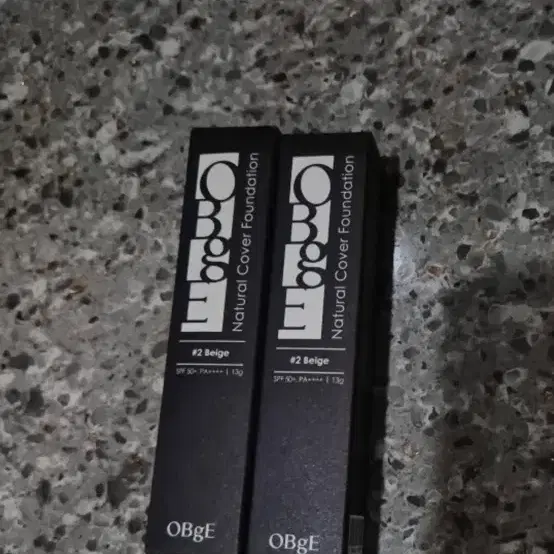 OBgE
Natural Cover Foundation
#2 Beige
SPF 50+, PA++++ | 13g
OBgE
OBgE
Natural Cover Foundation
#2 Beige
SPF 50+, PA++++ | 13g
OBgE